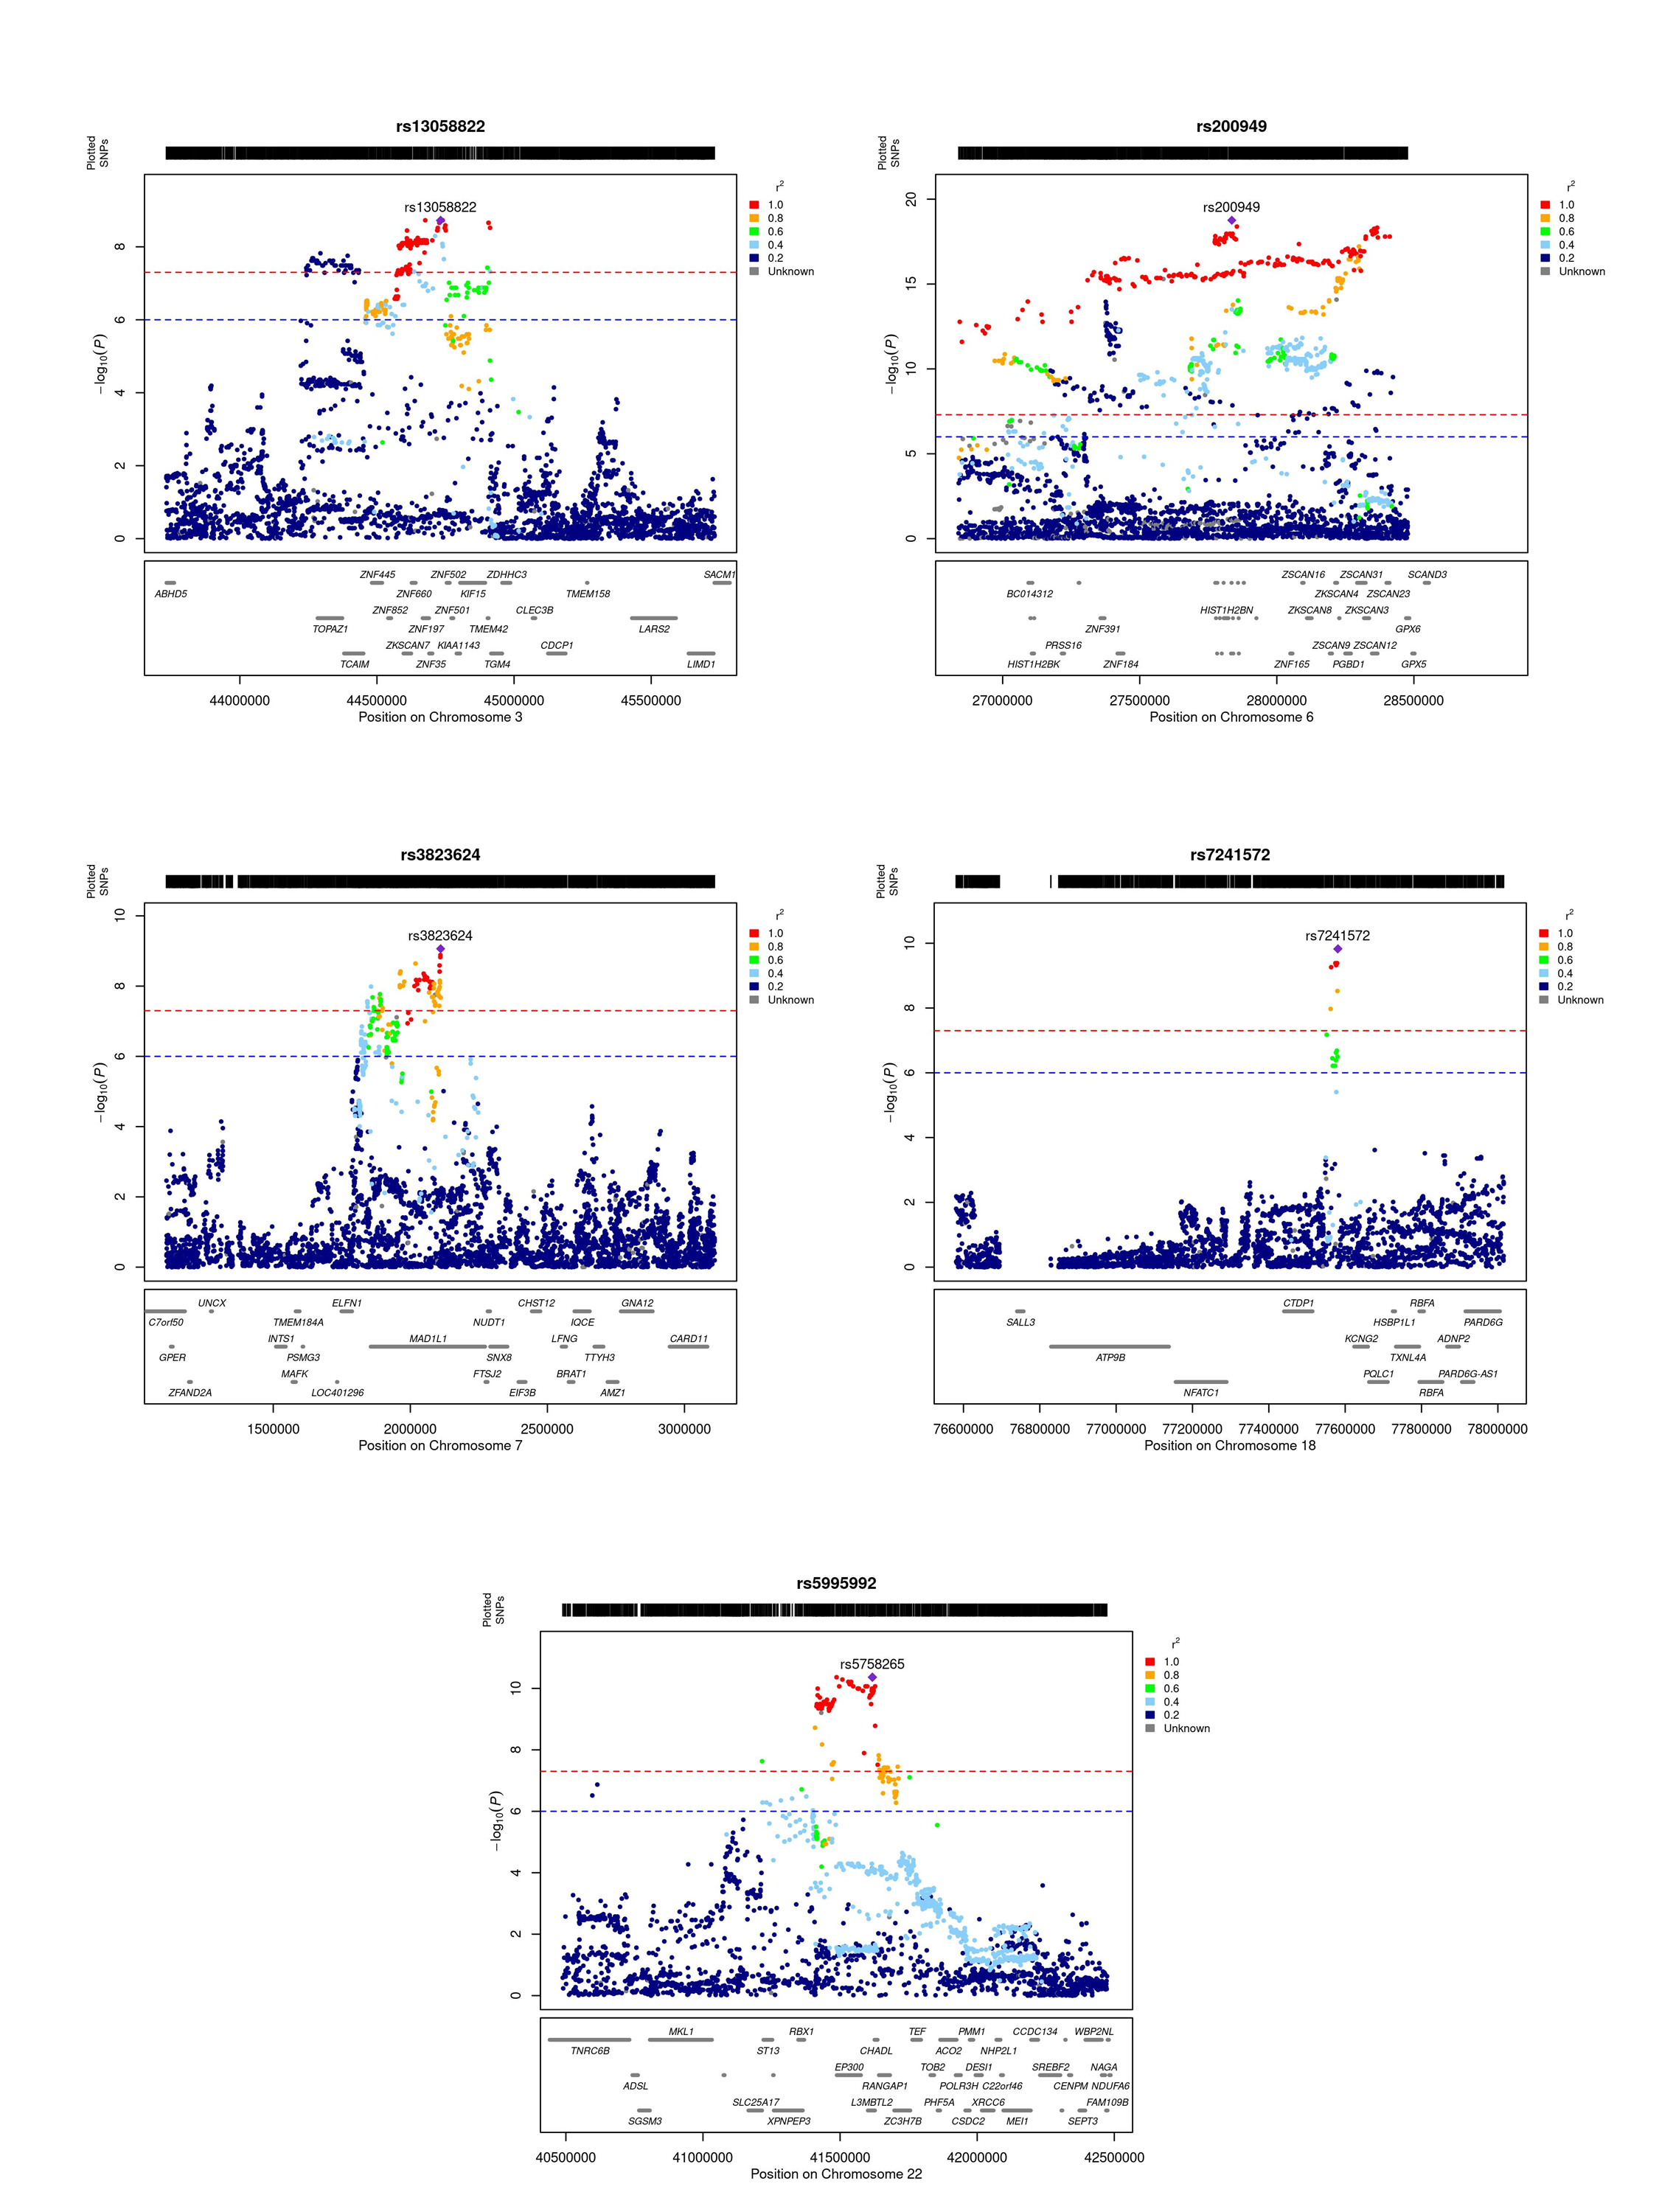 rs13058822
Plotted SNPs
rs13058822
r2
1.0
0.8
0.6
0.4
0.2
Unknown
8
6
4
2
0
−log10(P)
ZNF445 ZNF502 ZDHHC3 SACM1
ABHD5 ZNF660 KIF15 TMEM158
ZNF852 ZNF501 CLEC3B
TOPAZ1 ZNF197 TMEM42 LARS2
ZKSCAN7 KIAA1143 CDCP1
TCAIM ZNF35 TGM4 LIMD1
44000000 44500000 45000000 45500000
Position on Chromosome 3
rs200949
Plotted SNPs
rs200949
r2
1.0
0.8
0.6
0.4
0.2
Unknown
20
15
10
5
0
−log10(P)
ZSCAN16 ZSCAN31 SCAND3
BC014312 ZKSCAN4 ZSCAN23
HIST1H2BN ZKSCAN8 ZKSCAN3
ZNF391 GPX6
PRSS16 ZSCAN9 ZSCAN12
HIST1H2BK ZNF184 ZNF165 PGBD1 GPX5
27000000 27500000 28000000 28500000
Position on Chromosome 6
rs3823624
Plotted SNPs
rs3823624
r2
1.0
0.8
0.6
0.4
0.2
Unknown
10
8
6
4
2
0
−log10(P)
UNCX ELFN1 CHST12 GNA12
C7orf50 TMEM184A NUDT1 IQCE
INTS1 MAD1L1 LFNG CARD11
GPER PSMG3 SNX8 TTYH3
MAFK FTSJ2 BRAT1
ZFAND2A LOC401296 EIF3B AMZ1
1500000 2000000 2500000 3000000
Position on Chromosome 7
rs7241572
Plotted SNPs
rs7241572
r2
1.0
0.8
0.6
0.4
0.2
Unknown
10
8
6
4
2
0
−log10(P)
CTDP1 RBFA
SALL3 HSBP1L1 PARD6G
KCNG2 ADNP2
ATP9B TXNL4A
PQLC1 PARD6G-AS1
NFATC1 RBFA
76600000 76800000 77000000 77200000 77400000 77600000 77800000 78000000
Position on Chromosome 18
rs5995992
Plotted SNPs
rs5758265
r2
1.0
0.8
0.6
0.4
0.2
Unknown
10
8
6
4
2
0
−log10(P)
MKL1 RBX1 TEF PMM1 CCDC134 WBP2NL
TNRC6B ST13 CHADL ACO2 NHP2L1
EP300 TOB2 DESI1 SREBF2 NAGA
ADSL RANGAP1 POLR3H C22orf46 CENPM NDUFA6
SLC25A17 L3MBTL2 PHF5A XRCC6 FAM109B
SGSM3 XPNPEP3 ZC3H7B CSDC2 MEI1 SEPT3
40500000 41000000 41500000 42000000 42500000
Position on Chromosome 22